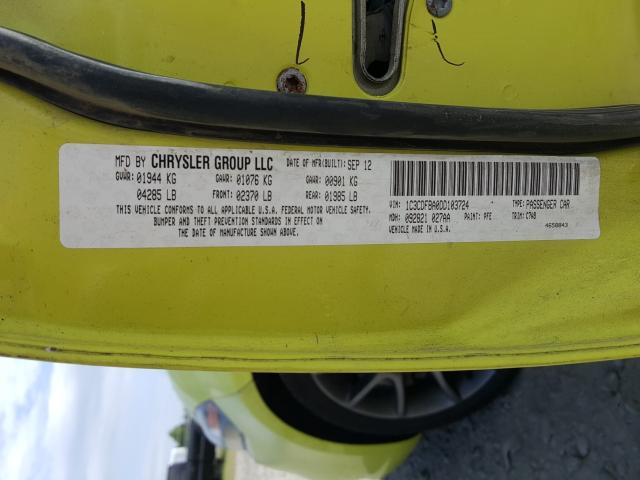 MFD BY CHRYSLER GROUP LLC DATE OF MFR(BUILT): SEP 12
GVWR: 01944 KG GAWR: 01076 KG GAWR: 00901 KG
04285 LB FRONT: 02370 LB REAR: 01985 LB
THIS VEHICLE CONFORMS TO ALL APPLICABLE U.S.A. FEDERAL MOTOR VEHICLE SAFETY,
BUMPER AND THEFT PREVENTION STANDARDS IN EFFECT ON
THE DATE OF MANUFACTURE SHOWN ABOVE.
VIN: 1C3CDFBA0DD103724 TYPE: PASSENGER CAR
MDH: 092821 027AA PAINT: PFE TRIM: C7A8
VEHICLE MADE IN U.S.A. 4658843